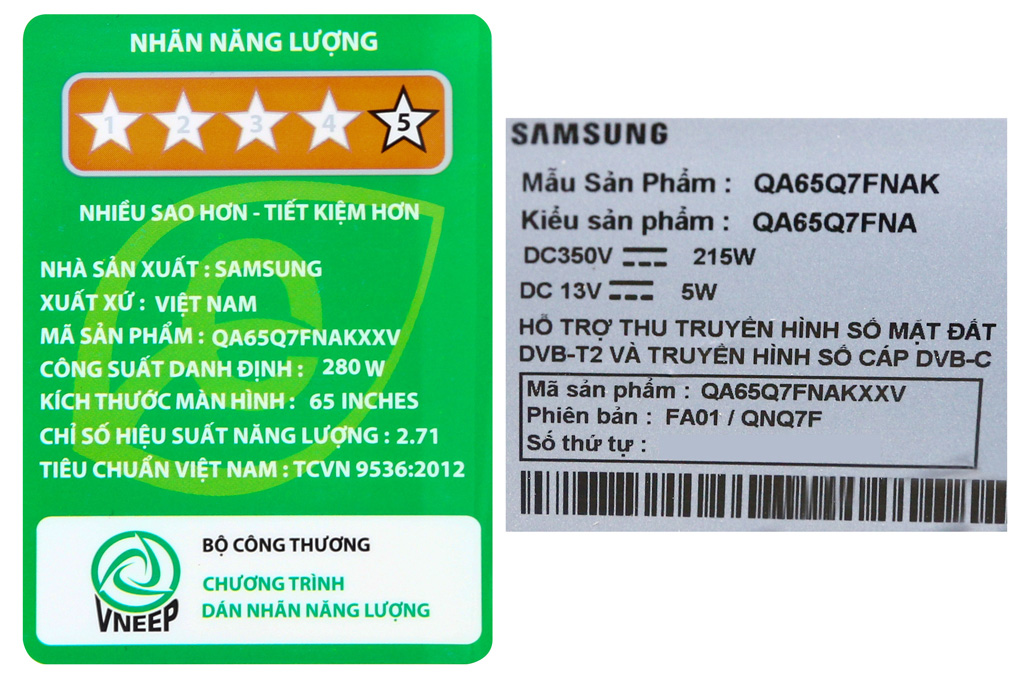 NHÃN NĂNG LƯỢNG
1 2 3 4 5
NHIỀU SAO HƠN - TIẾT KIỆM HƠN
NHÀ SẢN XUẤT : SAMSUNG
XUẤT XỨ : VIỆT NAM
MÃ SẢN PHẨM : QA65Q7FNAKXXV
CÔNG SUẤT DANH ĐỊNH : 280 W
KÍCH THƯỚC MÀN HÌNH : 65 INCHES
CHỈ SỐ HIỆU SUẤT NĂNG LƯỢNG : 2.71
TIÊU CHUẨN VIỆT NAM : TCVN 9536:2012
VNEEP
BỘ CÔNG THƯƠNG
CHƯƠNG TRÌNH
DÁN NHÃN NĂNG LƯỢNG
SAMSUNG
Mẫu Sản Phẩm : QA65Q7FNAK
Kiểu sản phẩm : QA65Q7FNA
DC350V 215W
DC 13V 5W
HỖ TRỢ THU TRUYỀN HÌNH SỐ MẶT ĐẤT
DVB-T2 VÀ TRUYỀN HÌNH SỐ CÁP DVB-C
Mã sản phẩm : QA65Q7FNAKXXV
Phiên bản : FA01 / QNQ7F
Số thứ tự :